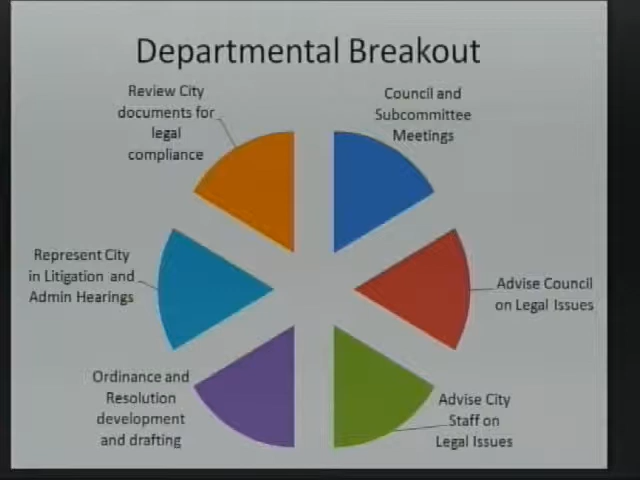 Departmental Breakout
Review City
documents for
legal
compliance
Council and
Subcommittee
Meetings
Represent City
in Litigation and
Admin Hearings
Advise Council
on Legal Issues
Ordinance and
Resolution
development
and drafting
Advise City
Staff on
Legal Issues